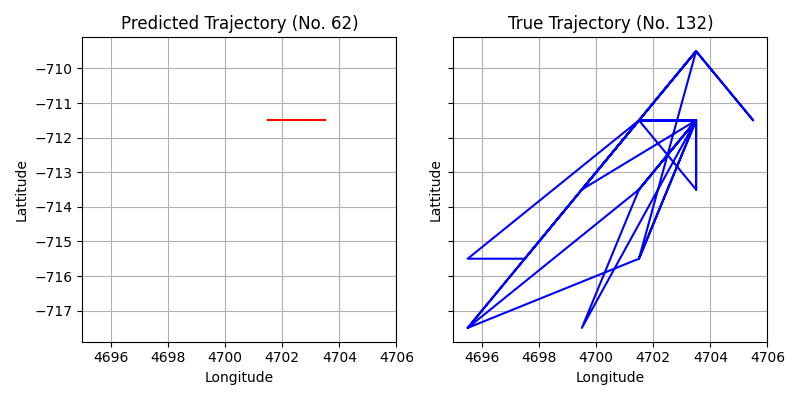 Predicted Trajectory (No. 62)
True Trajectory (No. 132)
Lattitude
−710
−711
−712
−713
−714
−715
−716
−717
4696 4698 4700 4702 4704 4706
Longitude
Lattitude
4696 4698 4700 4702 4704 4706
Longitude